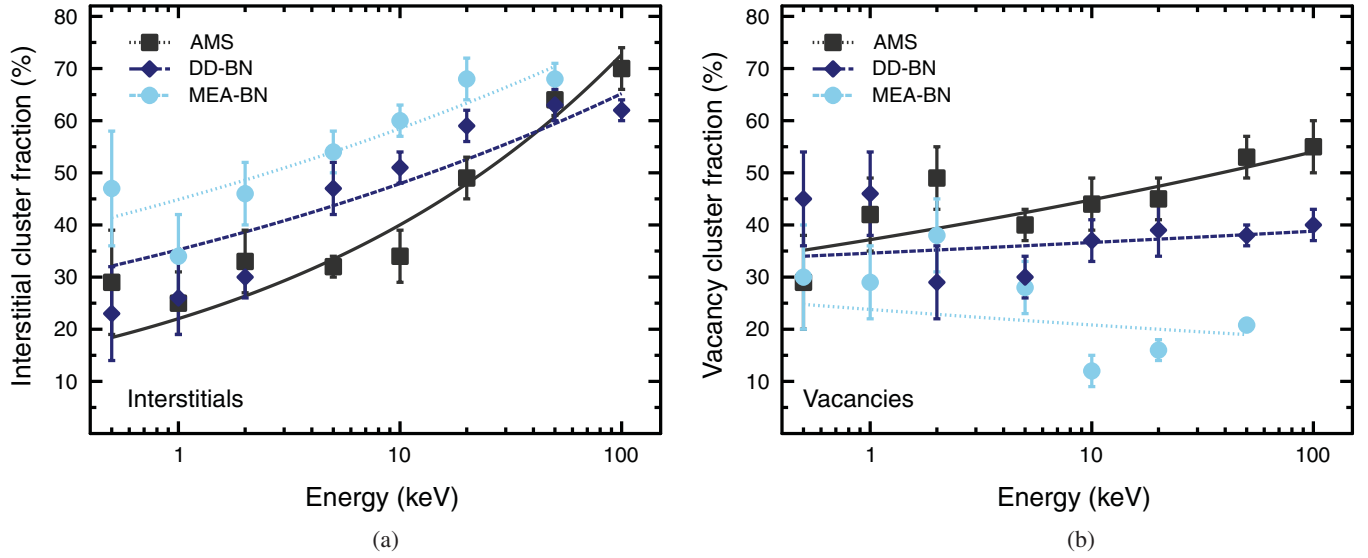 AMS
DD-BN
MEA-BN
Interstitial cluster fraction (%)
70
60
50
40
30
20
10
Interstitials
1
10
100
Energy (keV)
(a)
AMS
DD-BN
MEA-BN
Vacancy cluster fraction (%)
70
60
50
40
30
20
10
Vacancies
1
10
100
Energy (keV)
(b)